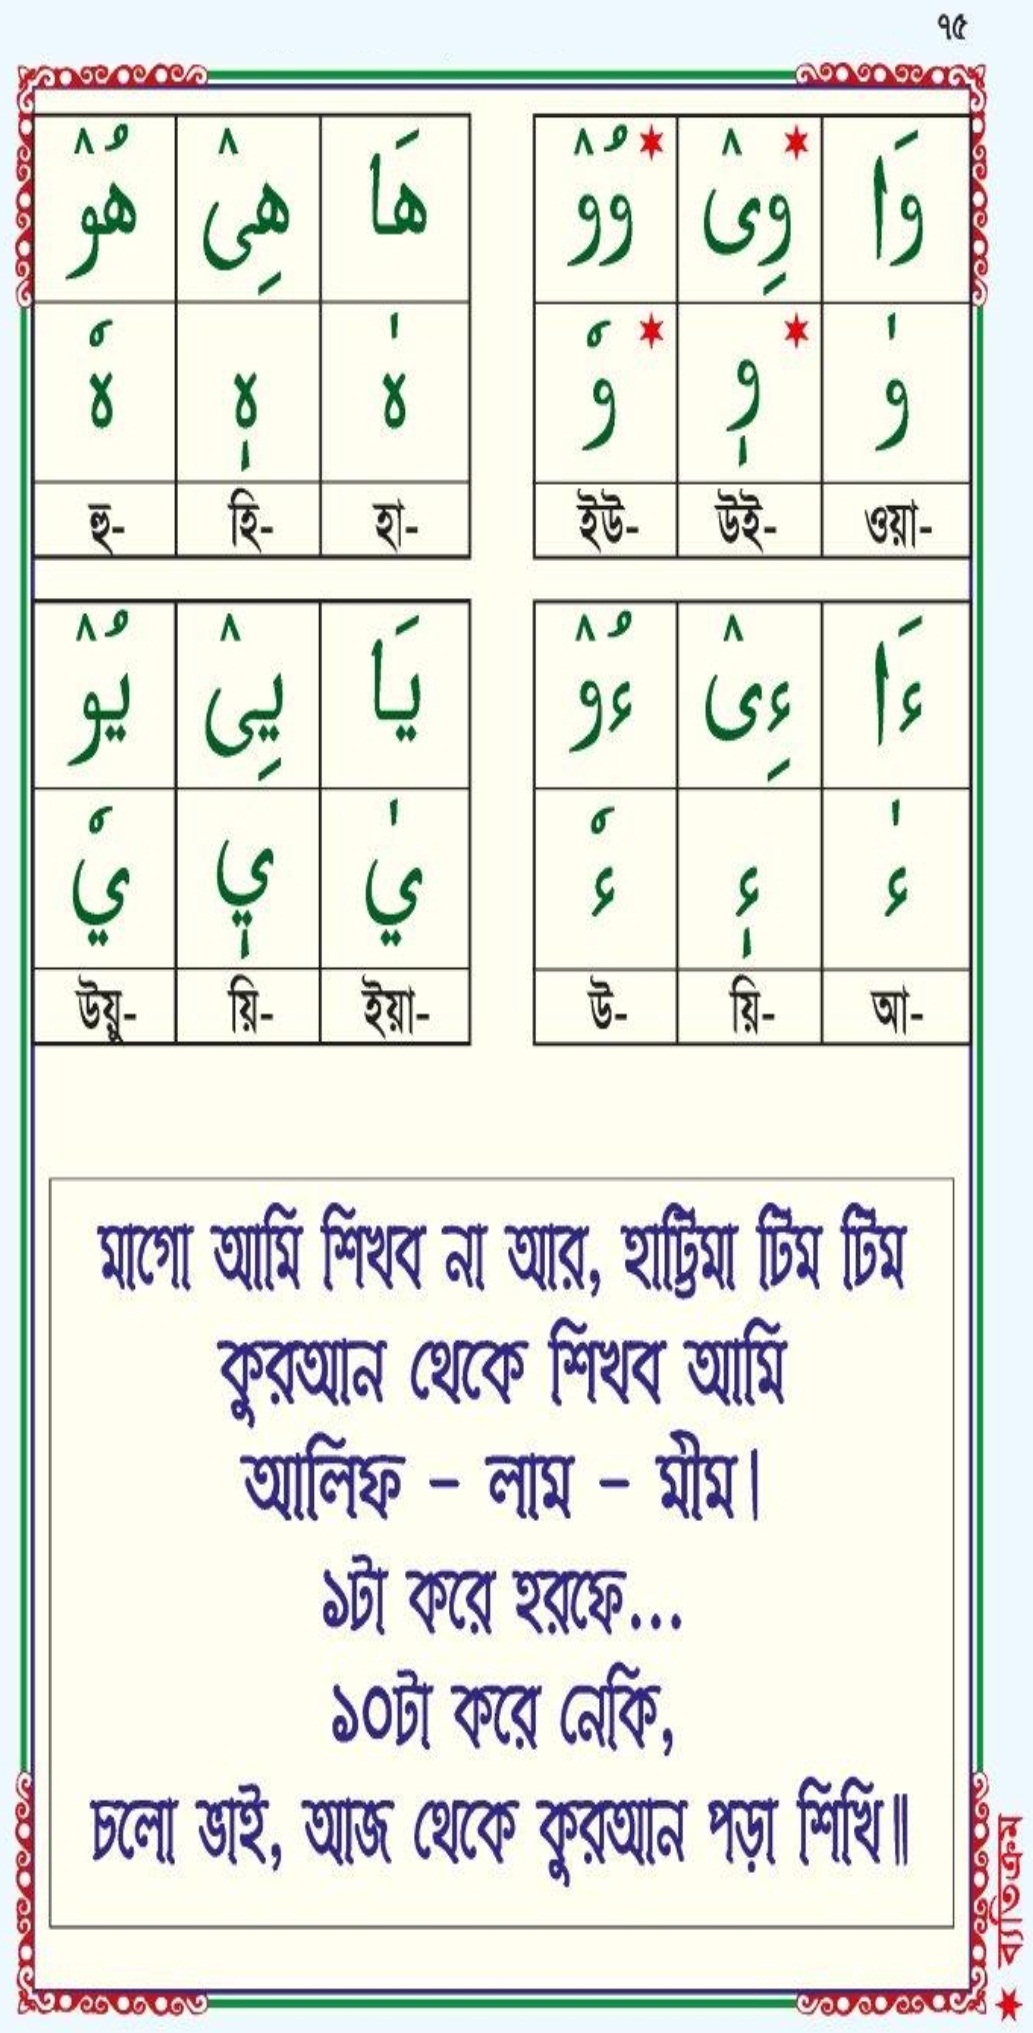 ৭৫
وَا وِىْ وُوْ
وٰ وٖ وٗ
ওয়া- উই- ইউ-
هَا هِىْ هُوْ
هٰ هٖ هٗ
হা- হি- হু-
ءَا ءِىْ ءُوْ
ءٰ ءٖ ءٗ
আ- য়ি- উ-
يَا يِىْ يُوْ
يٰ يٖ يٗ
ইয়া- য়ি- উয়ু-
মাগো আমি শিখব না আর, হাট্টিমা টিম টিম
কুরআন থেকে শিখব আমি
আলিফ - লাম - মীম।
১টা করে হরফে...
১০টা করে নেকি,
চলো ভাই, আজ থেকে কুরআন পড়া শিখি॥
★ ব্যতিক্রম